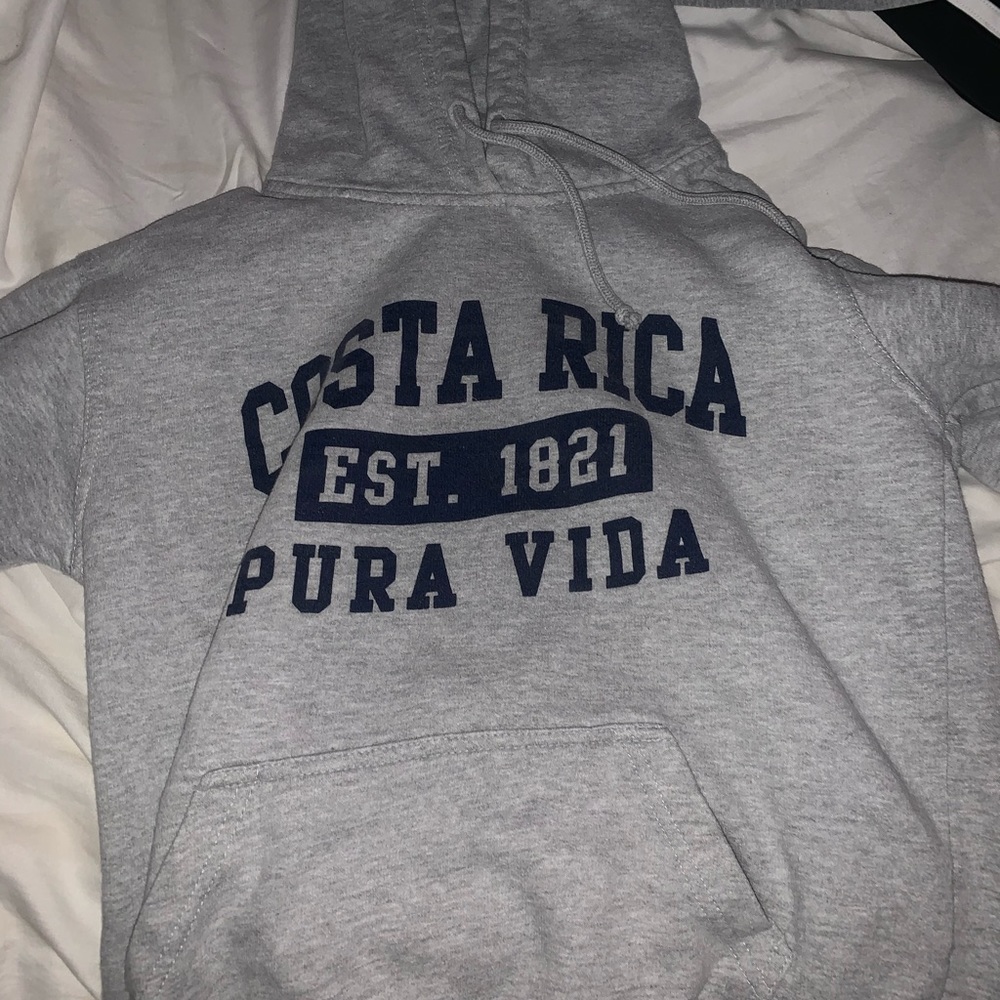 COSTA RICA
EST. 1821
PURA VIDA